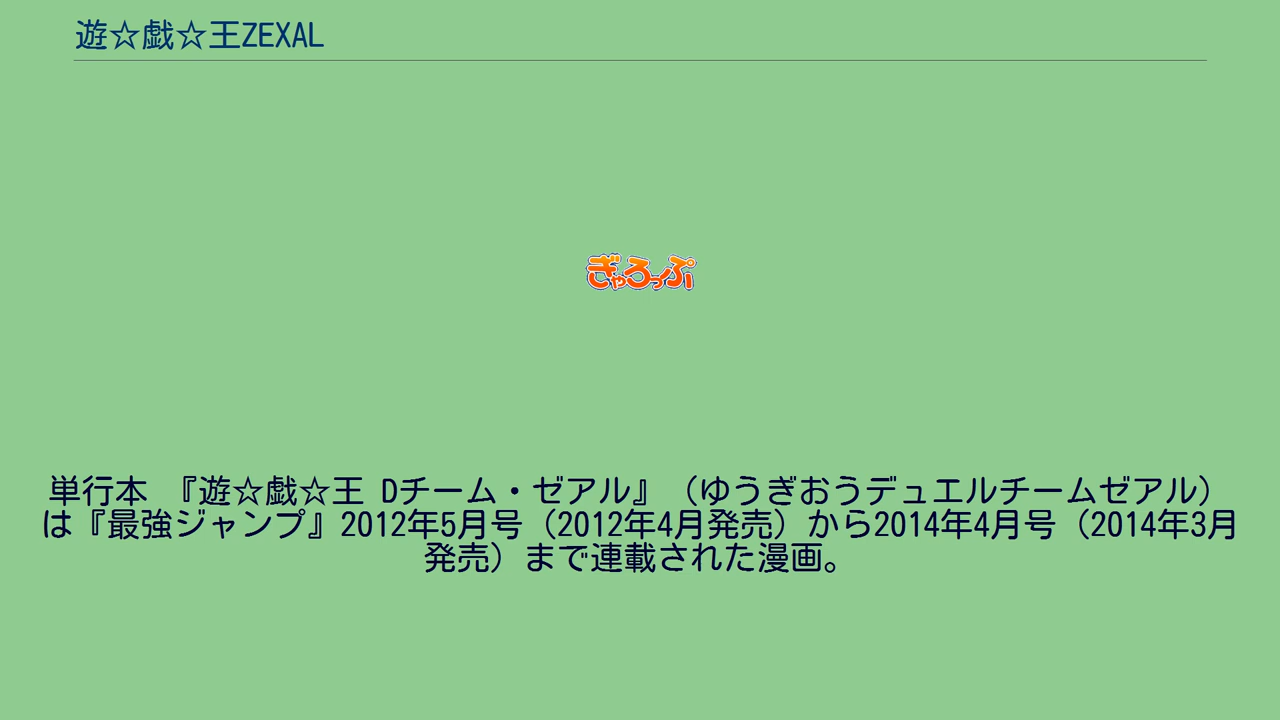 遊☆戯☆王ZEXAL
ぎゃろっぷ
単行本 『遊☆戯☆王 Dチーム・ゼアル』（ゆうぎおうデュエルチームゼアル）
は『最強ジャンプ』2012年5月号（2012年4月発売）から2014年4月号（2014年3月
発売）まで連載された漫画。